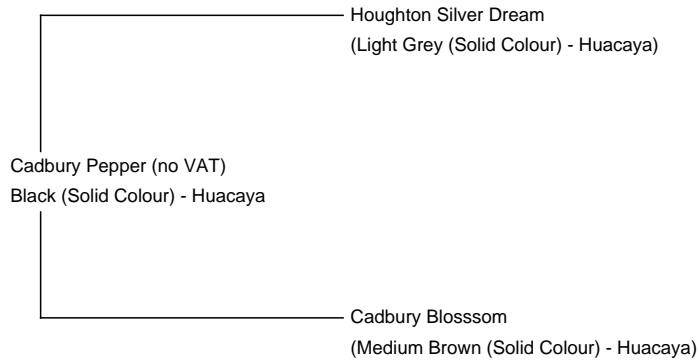 Houghton Silver Dream
(Light Grey (Solid Colour) - Huacaya)
Cadbury Pepper (no VAT)
Black (Solid Colour) - Huacaya
Cadbury Blosssom
(Medium Brown (Solid Colour) - Huacaya)